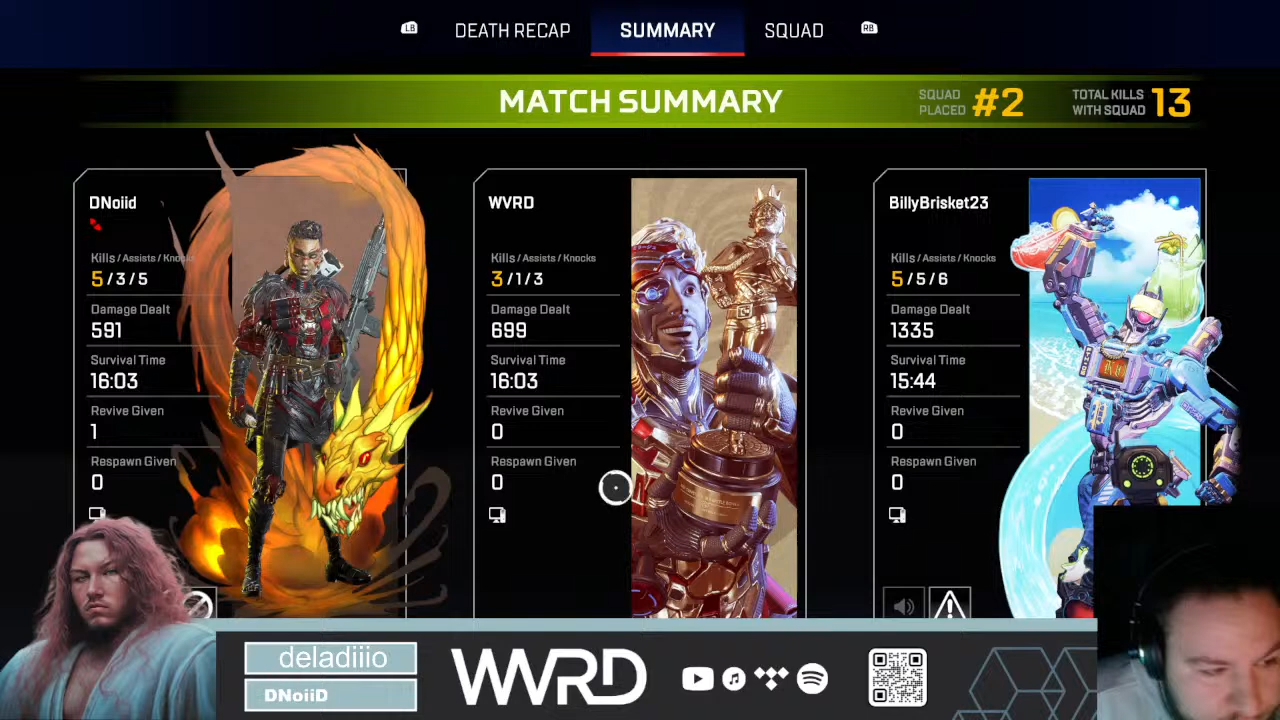 LB DEATH RECAP SUMMARY SQUAD RB
MATCH SUMMARY
SQUAD PLACED #2
TOTAL KILLS WITH SQUAD 13
DNoiid
Kills / Assists / Knocks
5 / 3 / 5
Damage Dealt
591
Survival Time
16:03
Revive Given
1
Respawn Given
0
WVRD
Kills / Assists / Knocks
3 / 1 / 3
Damage Dealt
699
Survival Time
16:03
Revive Given
0
Respawn Given
0
BillyBrisket23
Kills / Assists / Knocks
5 / 5 / 6
Damage Dealt
1335
Survival Time
15:44
Revive Given
0
Respawn Given
0
deladiiio
DNoiiD
WVRD